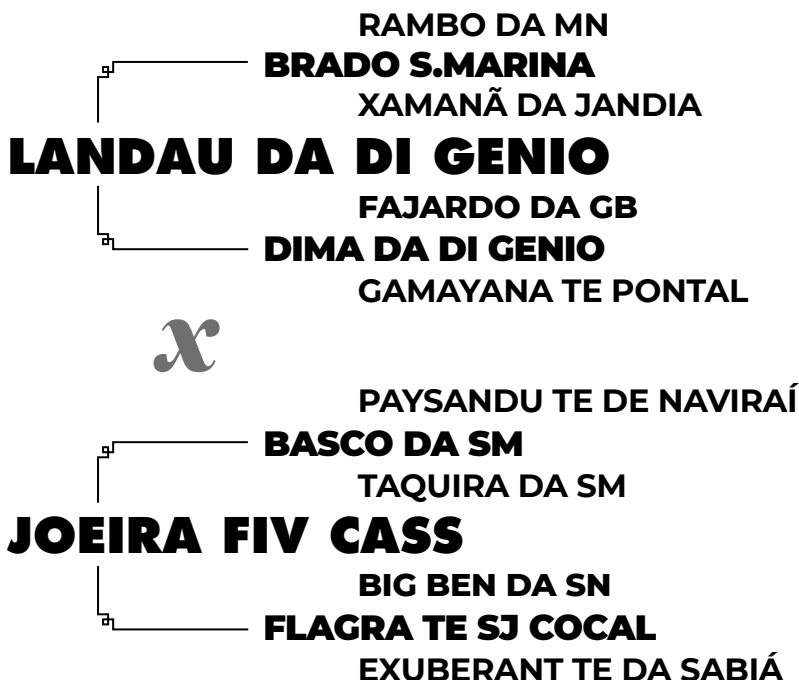 RAMBO DA MN
BRADO S.MARINA
XAMANÃ DA JANDIA
LANDAU DA DI GENIO
FAJARDO DA GB
DIMA DA DI GENIO
GAMAYANA TE PONTAL
x
PAYSANDU TE DE NAVIRAÍ
BASCO DA SM
TAQUIRA DA SM
JOEIRA FIV CASS
BIG BEN DA SN
FLAGRA TE SJ COCAL
EXUBERANT TE DA SABIÁ